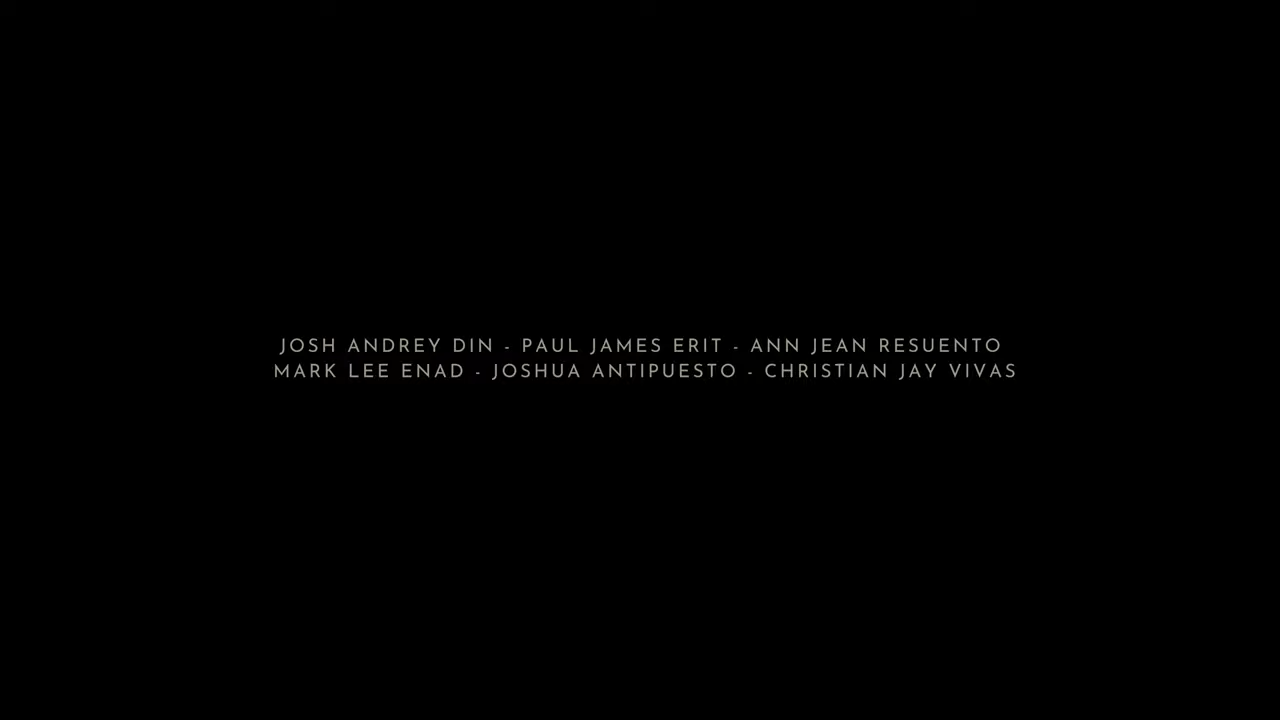 JOSH ANDREY DIN - PAUL JAMES ERIT - ANN JEAN RESUENTO
MARK LEE ENAD - JOSHUA ANTIPUESTO - CHRISTIAN JAY VIVAS